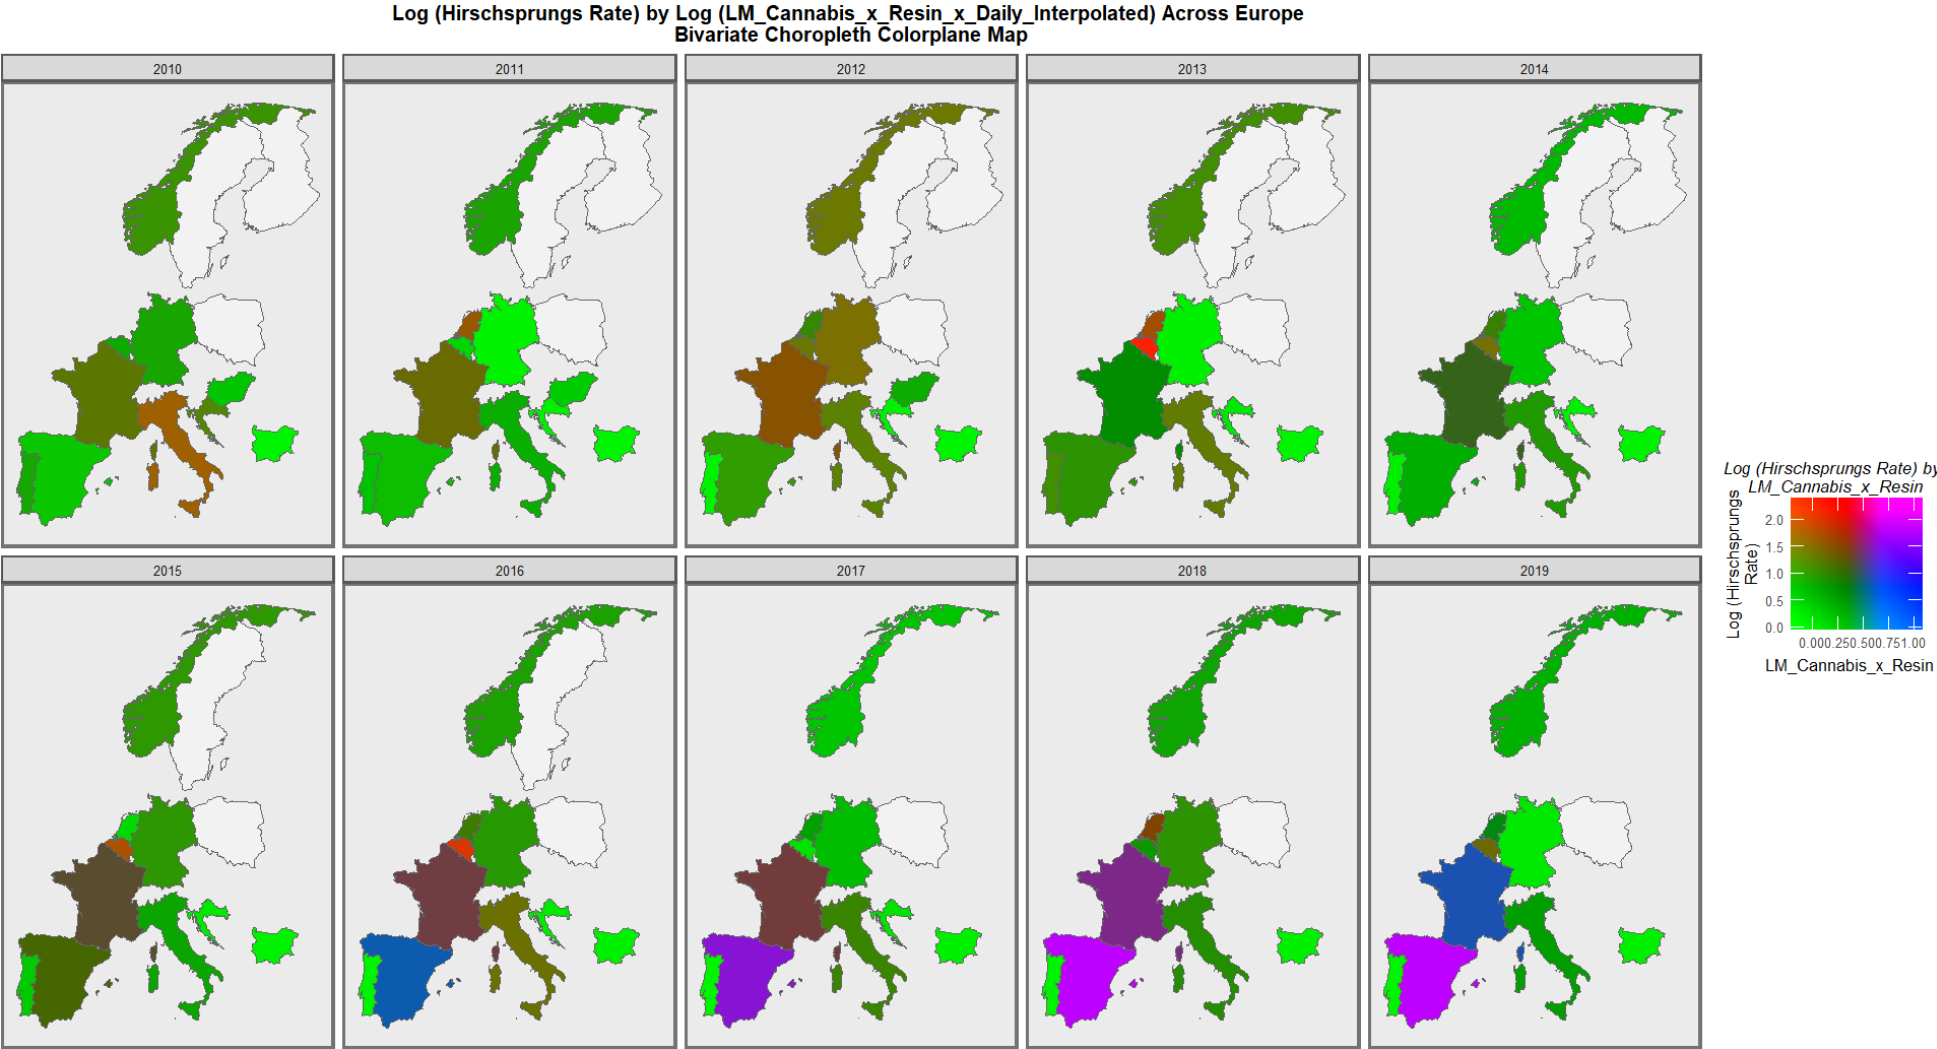 Log (Hirschsprungs Rate) by Log (LM_Cannabis_x_Resin_x_Daily_Interpolated) Across Europe
Bivariate Choropleth Colorplane Map
2010
2011
2012
2013
2014
2015
2016
2017
2018
2019
Log (Hirschsprungs Rate) by
LM_Cannabis_x_Resin
Log (Hirschsprungs
Rate)
2.0
1.5
1.0
0.5
0.0
0.000.250.500.751.00
LM_Cannabis_x_Resin